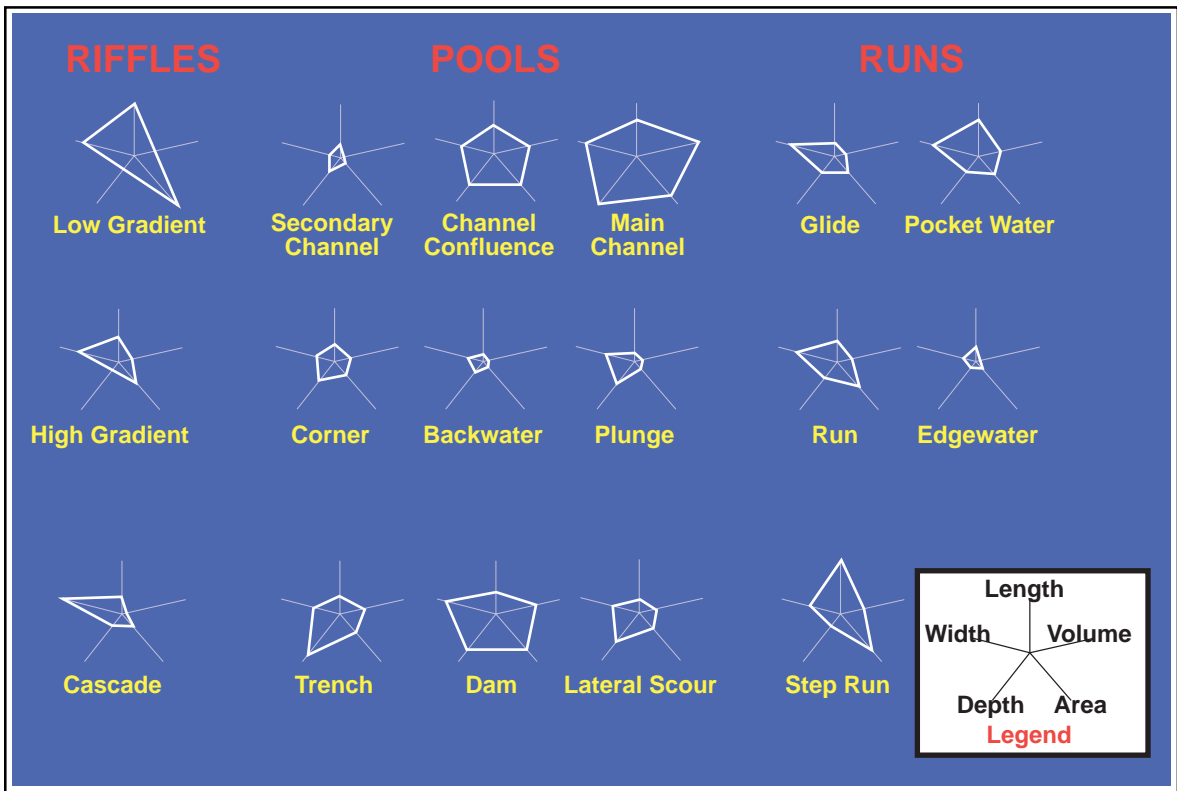 RIFFLES
POOLS
RUNS
Low Gradient
Secondary
Channel
Channel
Confluence
Main
Channel
Glide
Pocket Water
High Gradient
Corner
Backwater
Plunge
Run
Edgewater
Cascade
Trench
Dam
Lateral Scour
Step Run
Length
Width
Volume
Depth
Area
Legend